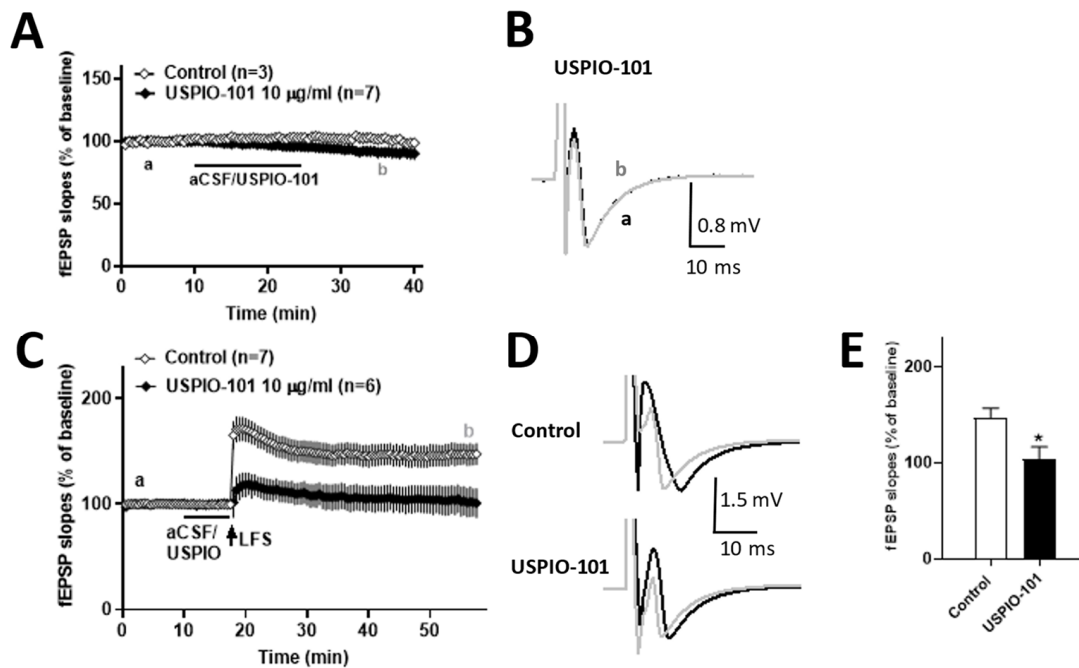 A
fEPSP slopes (% of baseline)
150
100
50
0
Control (n=3)
USPIO-101 10 µg/ml (n=7)
a
b
aCSF/USPIO-101
0 10 20 30 40
Time (min)
B
USPIO-101
b
a
0.8 mV
10 ms
C
fEPSP slopes (% of baseline)
200
100
0
Control (n=7)
USPIO-101 10 µg/ml (n=6)
a
b
aCSF/
USPIO
LFS
0 10 20 30 40 50
Time (min)
D
Control
1.5 mV
10 ms
USPIO-101
E
fEPSP slopes (% of baseline)
200
100
0
*
Control
USPIO-101